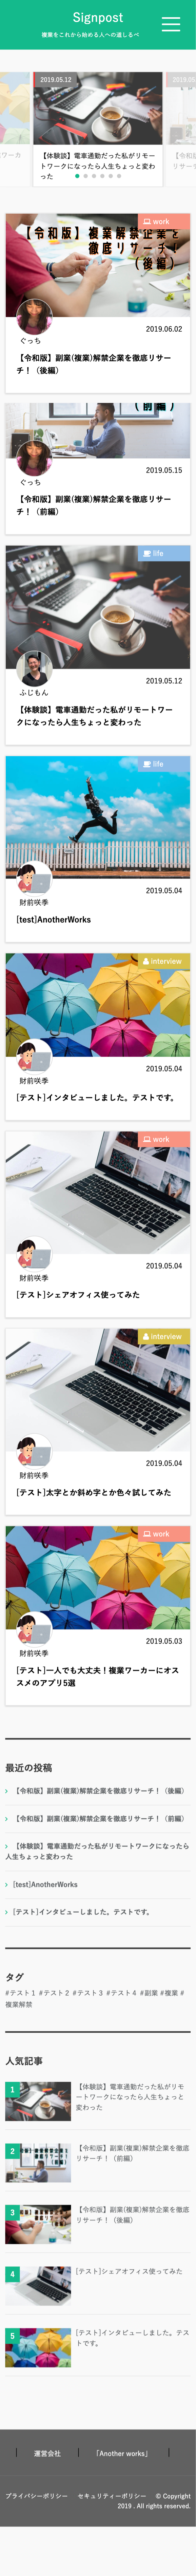 Signpost
複業をこれから始める人への道しるべ
2019.05.12
2019.05
ワーカ
【体験談】電車通勤だった私がリモー
トワークになったら人生ちょっと変わ
った
【令和
リサー
work
【令和版】複業解禁企業を
徹底リサーチ！
（後編）
2019.06.02
ぐっち
【令和版】副業(複業)解禁企業を徹底リサー
チ！（後編）
（前編）
2019.05.15
ぐっち
【令和版】副業(複業)解禁企業を徹底リサー
チ！（前編）
life
2019.05.12
ふじもん
【体験談】電車通勤だった私がリモートワー
クになったら人生ちょっと変わった
life
2019.05.04
財前咲季
[test]AnotherWorks
interview
2019.05.04
財前咲季
[テスト]インタビューしました。テストです。
work
2019.05.04
財前咲季
[テスト]シェアオフィス使ってみた
interview
2019.05.04
財前咲季
[テスト]太字とか斜め字とか色々試してみた
work
2019.05.03
財前咲季
[テスト]一人でも大丈夫！複業ワーカーにオス
スメのアプリ5選
最近の投稿
【令和版】副業(複業)解禁企業を徹底リサーチ！（後編）
【令和版】副業(複業)解禁企業を徹底リサーチ！（前編）
【体験談】電車通勤だった私がリモートワークになったら
人生ちょっと変わった
[test]AnotherWorks
[テスト]インタビューしました。テストです。
タグ
#テスト１ #テスト２ #テスト３ #テスト４ #副業 #複業 #
複業解禁
人気記事
1
【体験談】電車通勤だった私がリモ
ートワークになったら人生ちょっと
変わった
2
【令和版】副業(複業)解禁企業を徹底
リサーチ！（前編）
3
【令和版】副業(複業)解禁企業を徹底
リサーチ！（後編）
4
[テスト]シェアオフィス使ってみた
5
[テスト]インタビューしました。テス
トです。
運営会社
「Another works」
プライバシーポリシー セキュリティーポリシー © Copyright
2019 . All rights reserved.